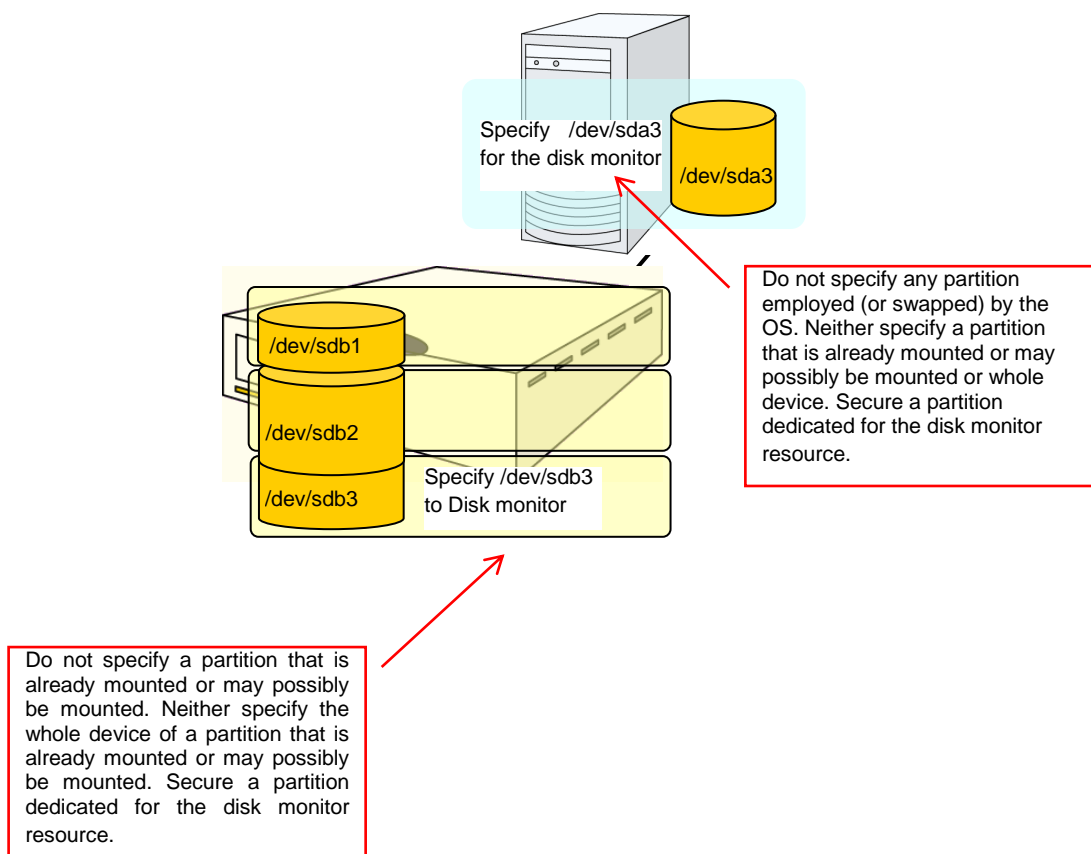 Specify /dev/sda3
for the disk monitor
/dev/sda3
Do not specify any partition
employed (or swapped) by the
OS. Neither specify a partition
that is already mounted or may
possibly be mounted or whole
device. Secure a partition
dedicated for the disk monitor
resource.
/dev/sdb1
/dev/sdb2
/dev/sdb3
Specify /dev/sdb3
to Disk monitor
Do not specify a partition that is
already mounted or may possibly
be mounted. Neither specify the
whole device of a partition that is
already mounted or may possibly
be mounted. Secure a partition
dedicated for the disk monitor
resource.